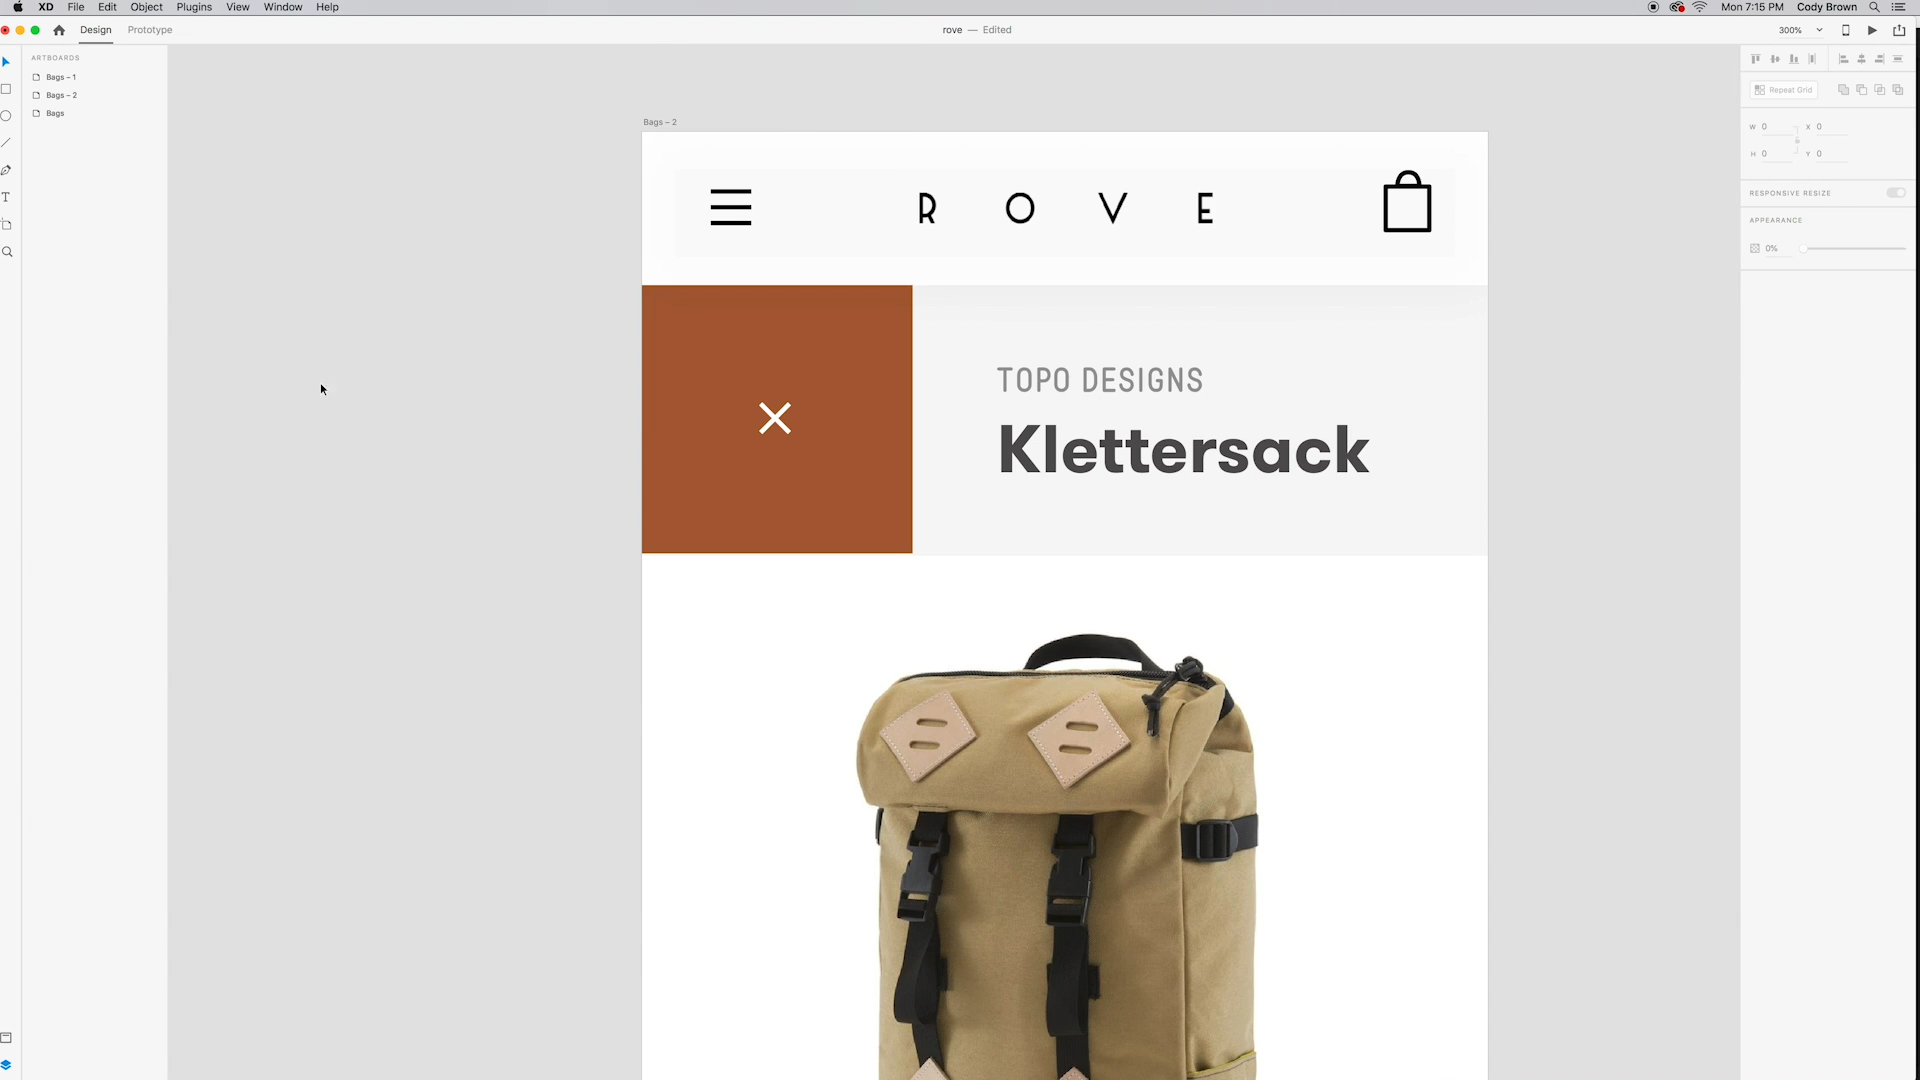 XD File Edit Object Plugins View Window Help
Mon 7:15 PM Cody Brown
Design Prototype
rove — Edited
300%
ARTBOARDS
Bags – 1
Bags – 2
Bags
Bags – 2
R O V E
TOPO DESIGNS
Klettersack
Repeat Grid
W 0 X 0
H 0 Y 0
RESPONSIVE RESIZE
APPEARANCE
0%